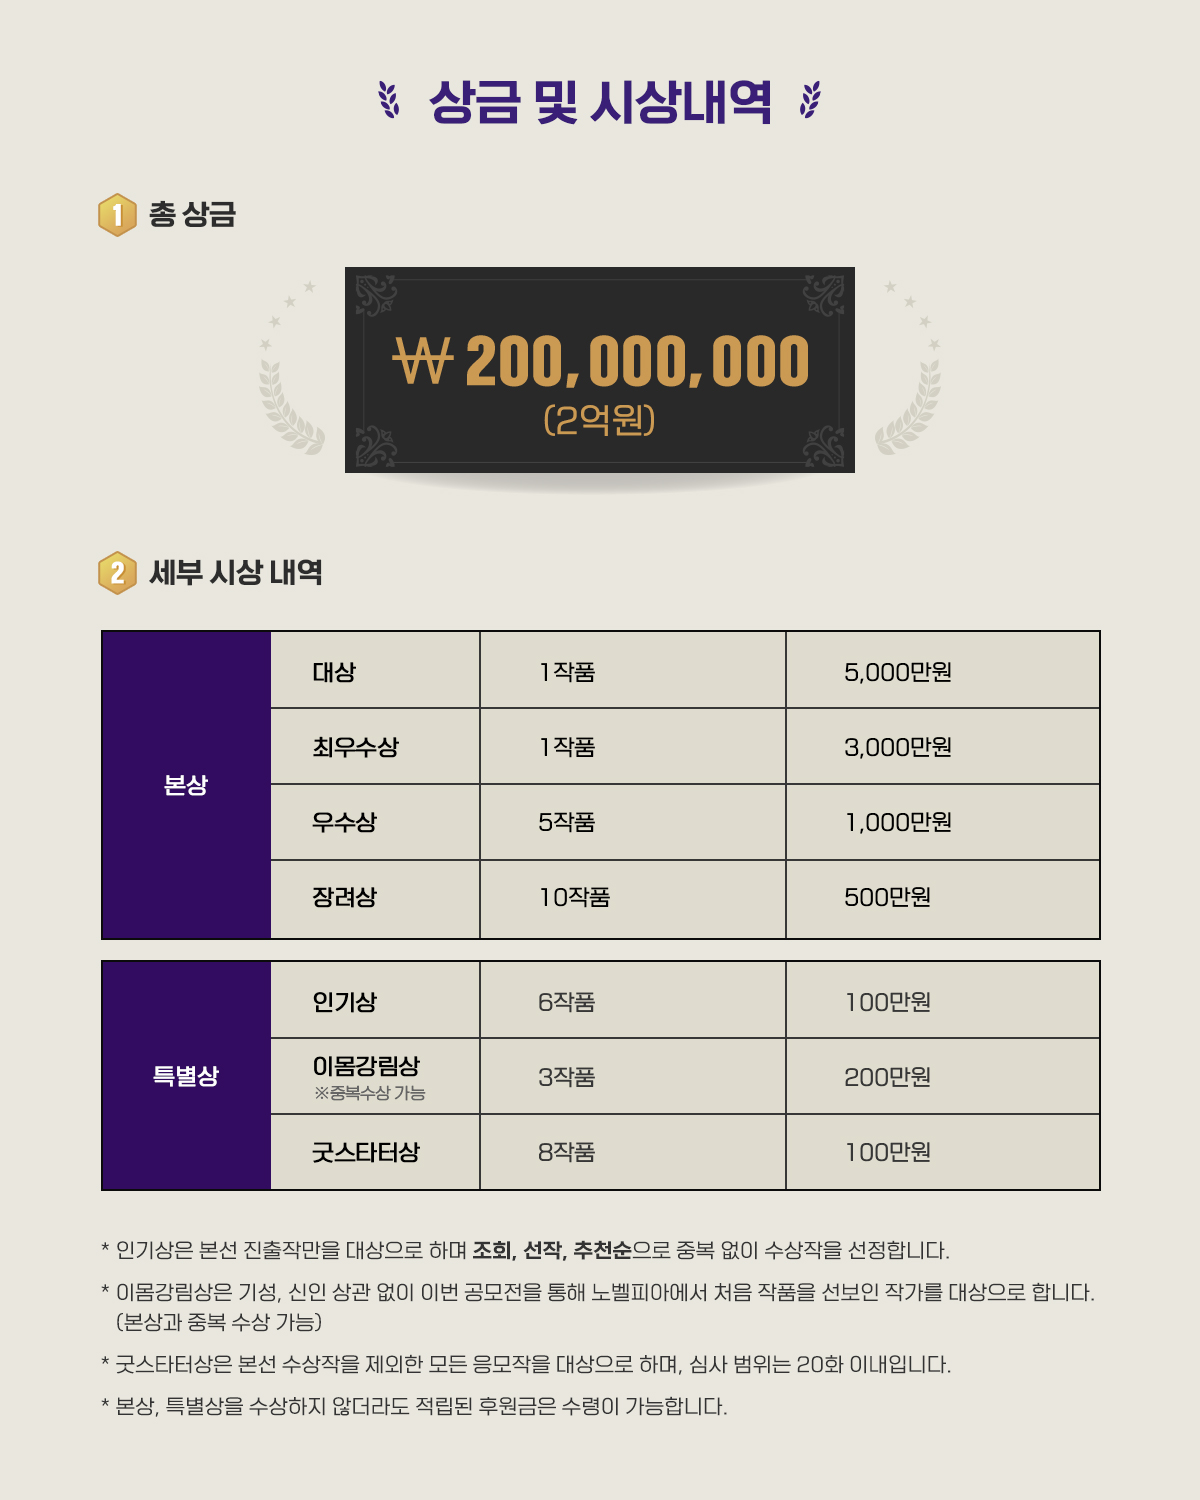 상금 및 시상내역
1 총 상금
₩ 200,000,000
(2억원)
2 세부 시상 내역
본상
대상 1작품 5,000만원
최우수상 1작품 3,000만원
우수상 5작품 1,000만원
장려상 10작품 500만원
특별상
인기상 6작품 100만원
이몸강림상 3작품 200만원
※중복수상 가능
굿스타터상 8작품 100만원
* 인기상은 본선 진출작만을 대상으로 하며 조회, 선작, 추천순으로 중복 없이 수상작을 선정합니다.
* 이몸강림상은 기성, 신인 상관 없이 이번 공모전을 통해 노벨피아에서 처음 작품을 선보인 작가를 대상으로 합니다.
(본상과 중복 수상 가능)
* 굿스타터상은 본선 수상작을 제외한 모든 응모작을 대상으로 하며, 심사 범위는 20화 이내입니다.
* 본상, 특별상을 수상하지 않더라도 적립된 후원금은 수령이 가능합니다.